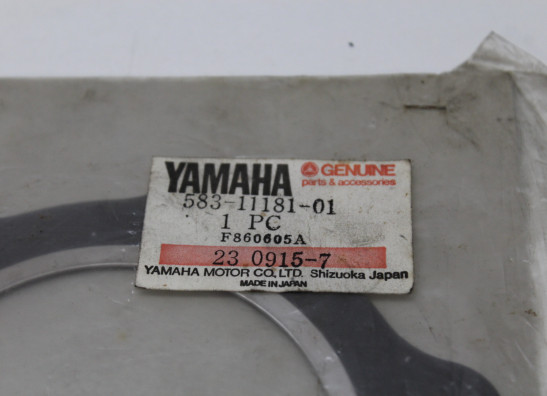 YAMAHA GENUINE
parts & accessories
583-11181-01
1 PC
F860605A
23 0915-7
YAMAHA MOTOR CO., LTD. Shizuoka Japan
MADE IN JAPAN